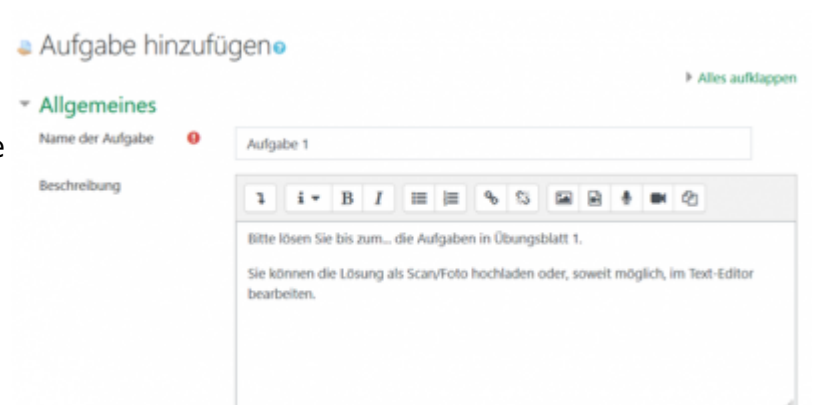 Aufgabe hinzufügen
Alles aufklappen
Allgemeines
e
Name der Aufgabe
Aufgabe 1
Beschreibung
i B I
Bitte lösen Sie bis zum... die Aufgaben in Übungsblatt 1.
Sie können die Lösung als Scan/Foto hochladen oder, soweit möglich, im Text-Editor
bearbeiten.